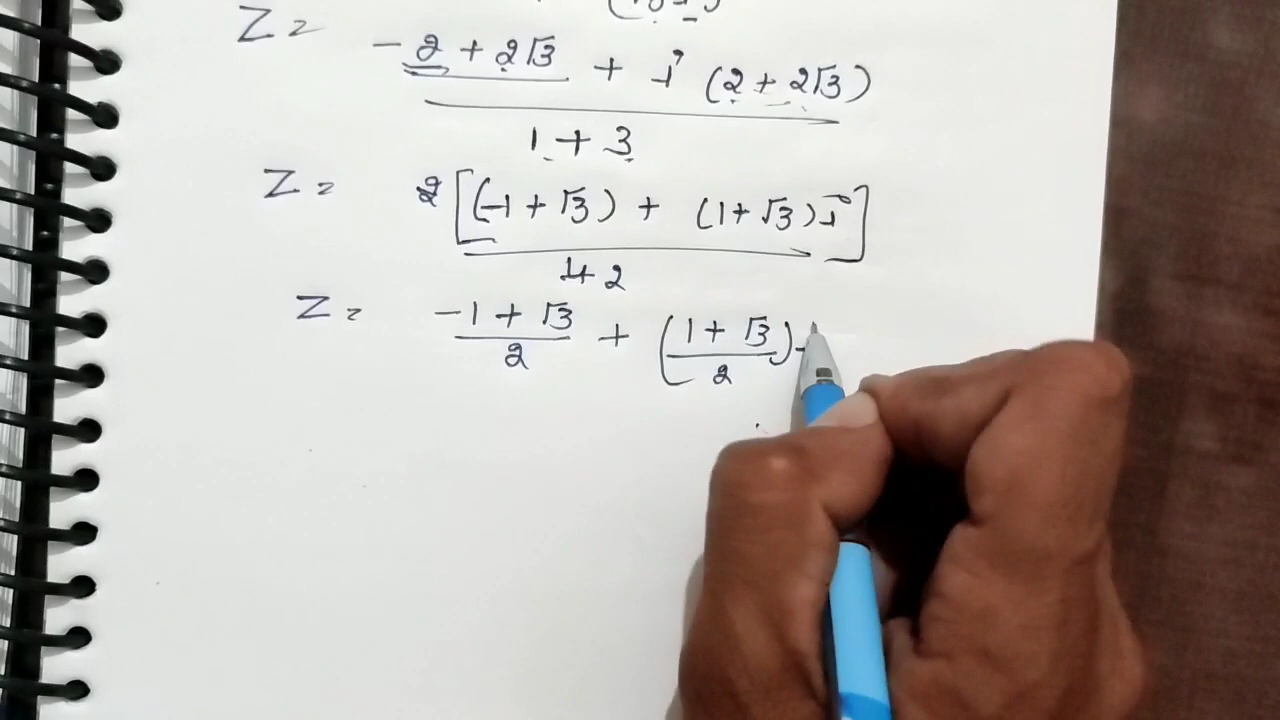 Z = -2 + 2√3 + i (2 + 2√3)
1 + 3
Z = 2 [(-1 + √3) + (1 + √3)i]
4 2
Z = -1 + √3 / 2 + (1 + √3 / 2)